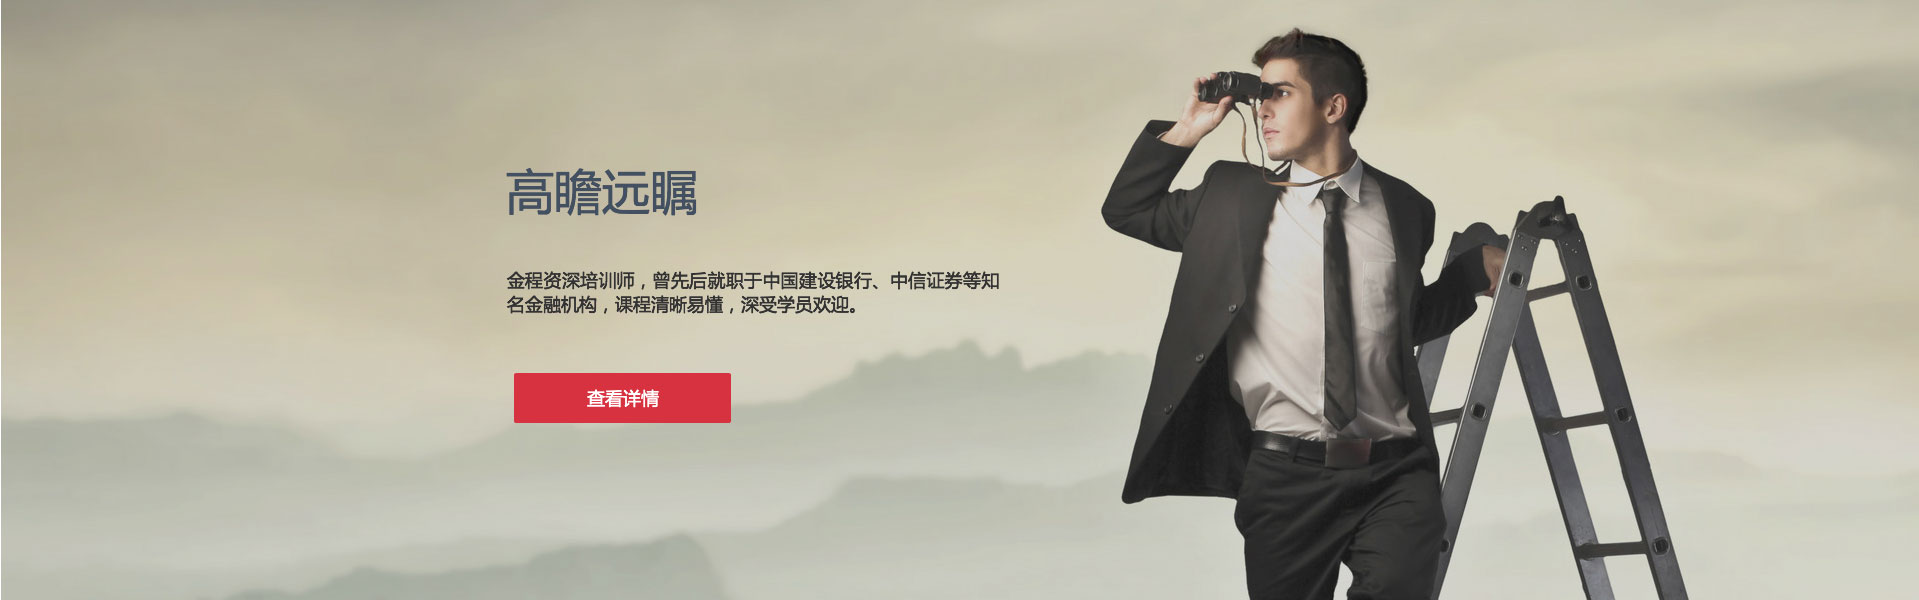 高瞻远瞩
金程资深培训师，曾先后就职于中国建设银行、中信证券等知
名金融机构，课程清晰易懂，深受学员欢迎。
查看详情